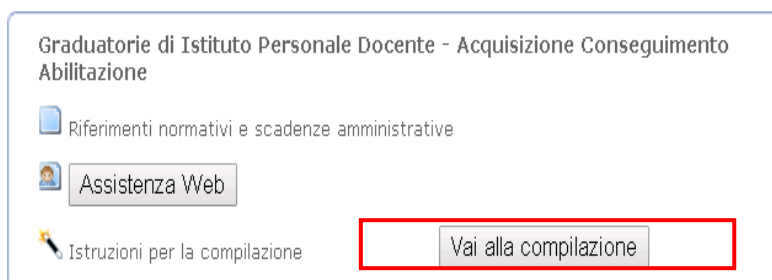 Graduatorie di Istituto Personale Docente - Acquisizione Conseguimento
Abilitazione
Riferimenti normativi e scadenze amministrative
Assistenza Web
Istruzioni per la compilazione
Vai alla compilazione